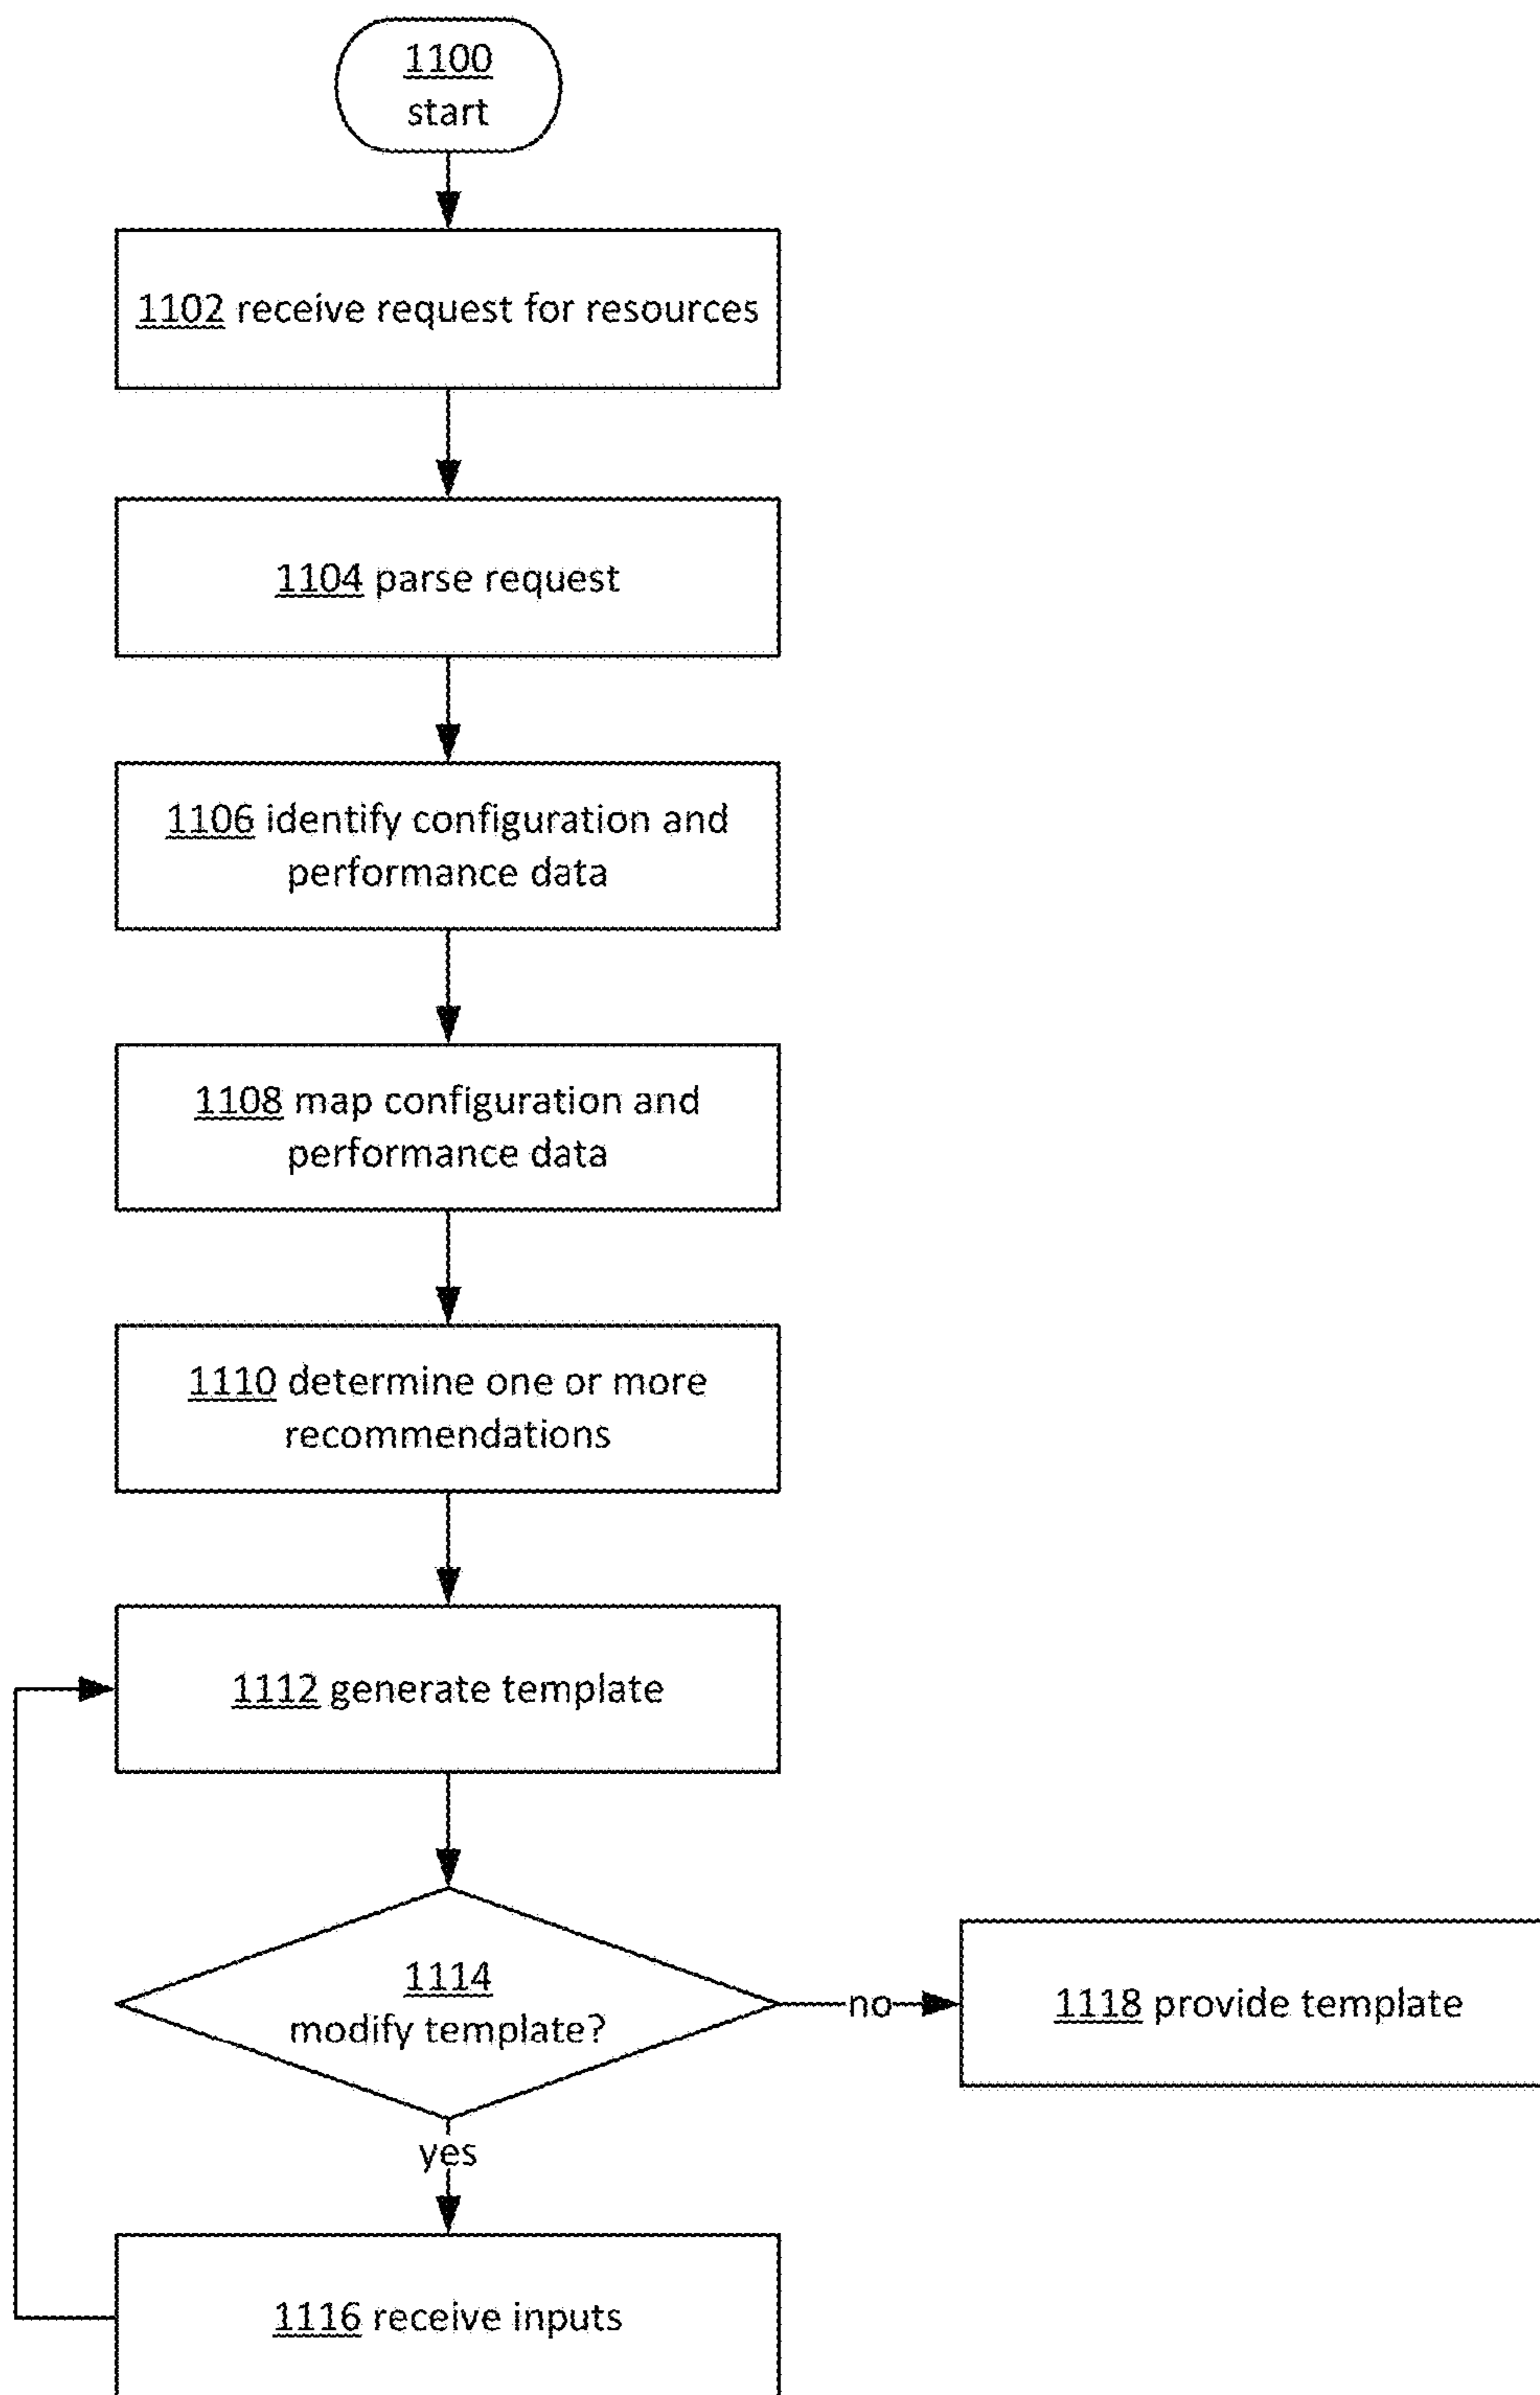 1100
start
1102 receive request for resources
1104 parse request
1106 identify configuration and
performance data
1108 map configuration and
performance data
1110 determine one or more
recommendations
1112 generate template
1114
modify template?
no
1118 provide template
yes
1116 receive inputs